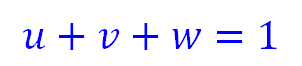 u + v + w = 1